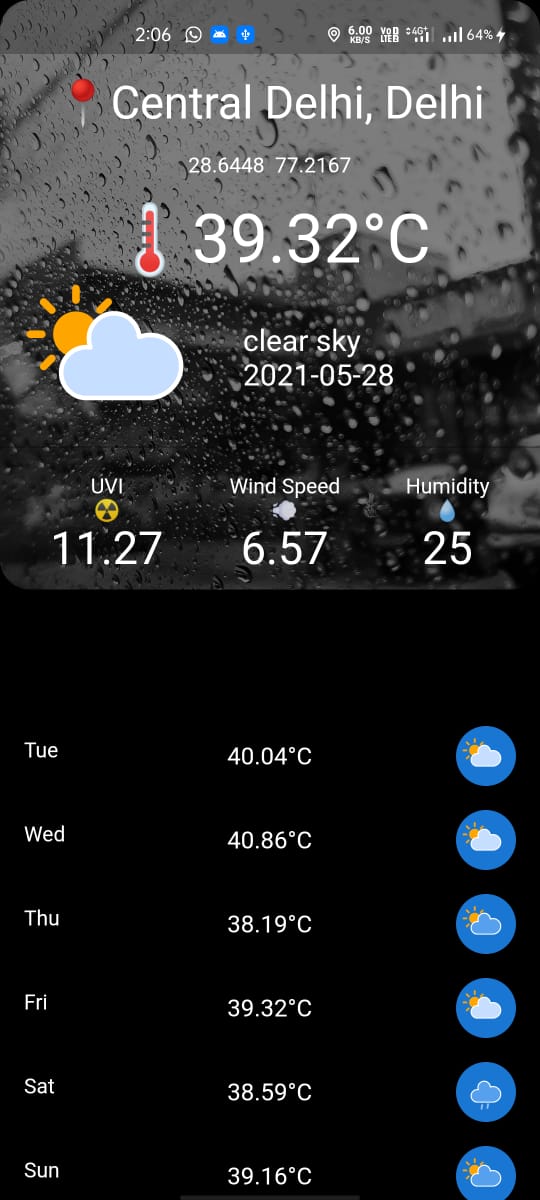 2:06 6.00 KB/S VoD LTEB 4G+ 64%
Central Delhi, Delhi
28.6448 77.2167
39.32°C
clear sky
2021-05-28
UVI Wind Speed Humidity
11.27 6.57 25
Tue 40.04°C
Wed 40.86°C
Thu 38.19°C
Fri 39.32°C
Sat 38.59°C
Sun 39.16°C